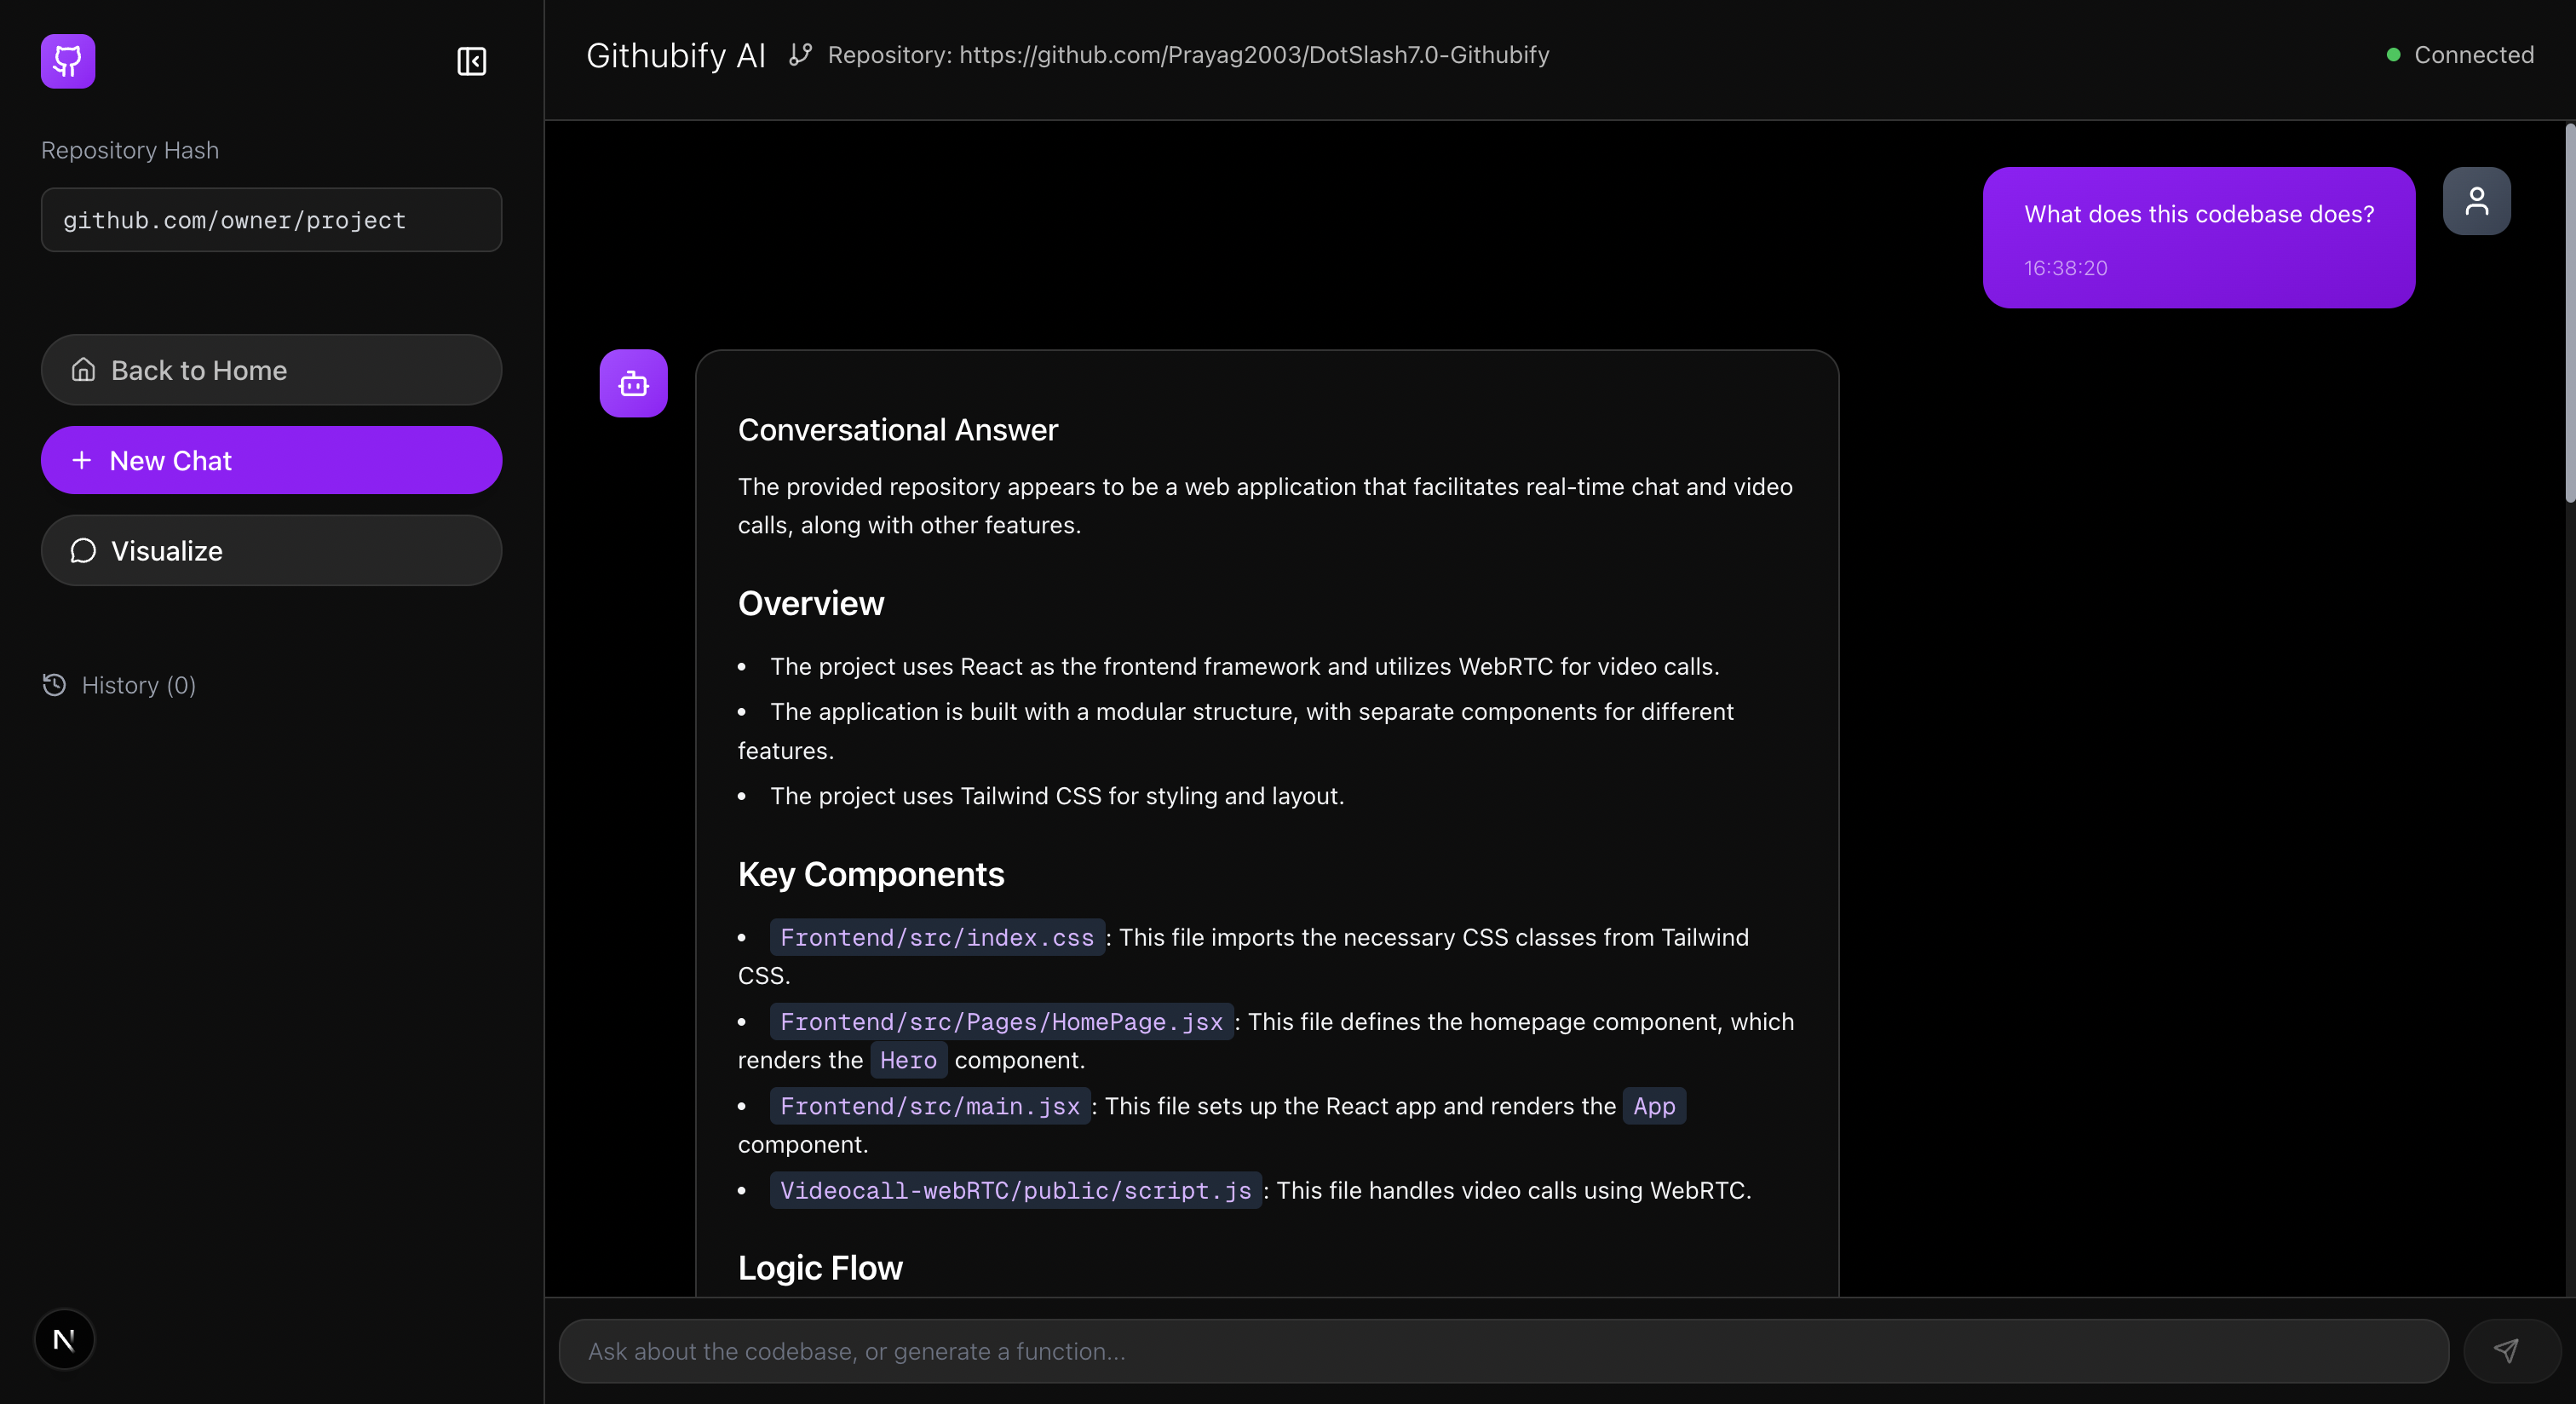 Repository Hash
github.com/owner/project
Back to Home
+ New Chat
Visualize
History (0)
N
Githubify AI Repository: https://github.com/Prayag2003/DotSlash7.0-Githubify
Connected
What does this codebase does?
16:38:20
Conversational Answer
The provided repository appears to be a web application that facilitates real-time chat and video
calls, along with other features.
Overview
• The project uses React as the frontend framework and utilizes WebRTC for video calls.
• The application is built with a modular structure, with separate components for different
features.
• The project uses Tailwind CSS for styling and layout.
Key Components
• Frontend/src/index.css: This file imports the necessary CSS classes from Tailwind
CSS.
• Frontend/src/Pages/HomePage.jsx: This file defines the homepage component, which
renders the Hero component.
• Frontend/src/main.jsx: This file sets up the React app and renders the App
component.
• Videocall-webRTC/public/script.js: This file handles video calls using WebRTC.
Logic Flow
Ask about the codebase, or generate a function...